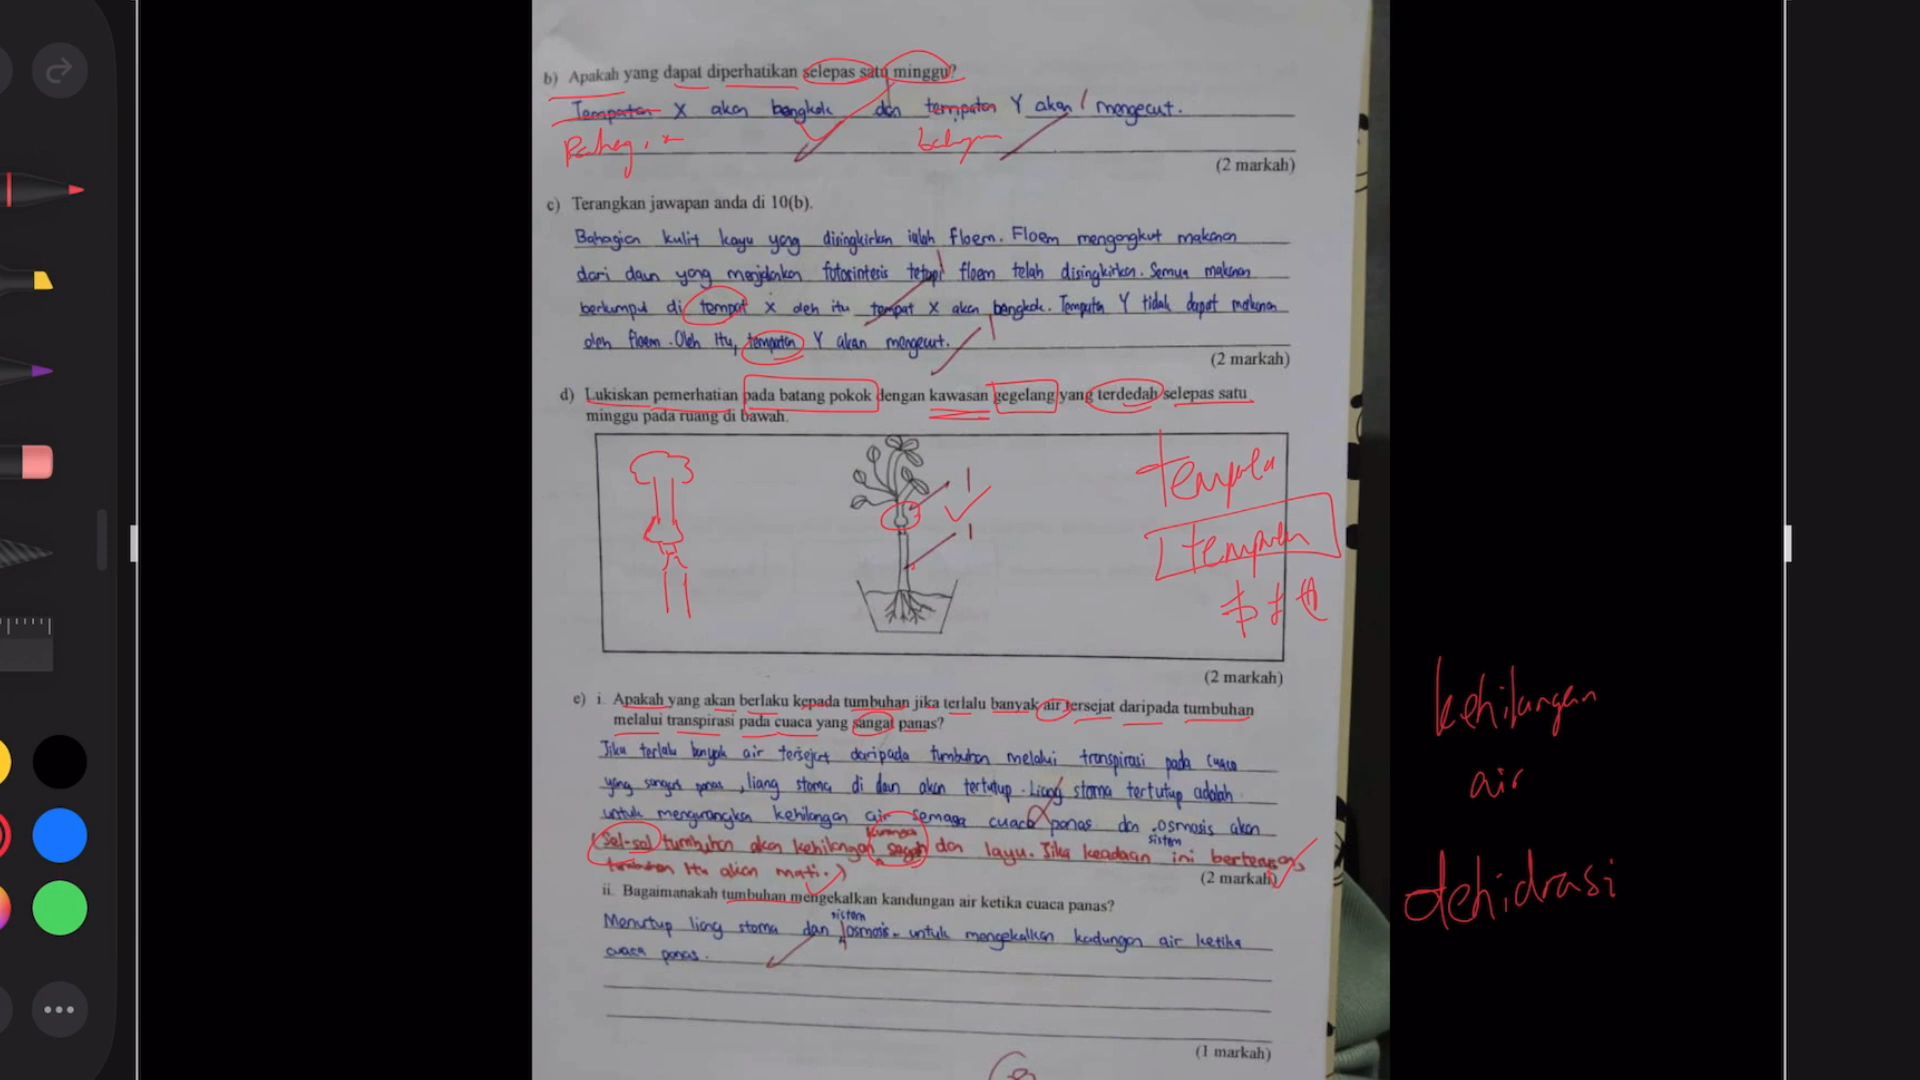 b) Apakah yang dapat diperhatikan selepas satu minggu?
Tempatan X akan bengkak dan tempatan Y akan mengecut.
bahagn
(2 markah)
c) Terangkan jawapan anda di 10(b).
Bahagian kulit kayu yang disingkirkan ialah floem. Floem mengangkut makanan
dari daun yang menjalankan fotosintesis tetapi floem telah disingkirkan. Semua makanan
berkumpul di tempat X oleh itu tempat X akan bengkak. Tempatan Y tidak dapat makanan
oleh floem. Oleh itu, tempatan Y akan mengecut.
(2 markah)
d) Lukiskan pemerhatian pada batang pokok dengan kawasan gegelang yang terdedah selepas satu
minggu pada ruang di bawah.
1
1
(2 markah)
e) i. Apakah yang akan berlaku kepada tumbuhan jika terlalu banyak air tersejat daripada tumbuhan
melalui transpirasi pada cuaca yang sangat panas?
Jika terlalu banyak air tersejat daripada tumbuhan melalui transpirasi pada cuaca
yang sangat panas, liang stoma di daun akan tertutup. Liang stoma tertutup adalah
untuk mengurangkan kehilangan air semasa cuaca panas dan osmosis akan
sistem
(Sel-sel tumbuhan akan kehilangan segah dan layu. Jika keadaan ini berterusan,
tumbuhan itu akan mati.)
(2 markah)
ii. Bagaimanakah tumbuhan mengekalkan kandungan air ketika cuaca panas?
sistem
Menutup liang stoma dan osmosis untuk mengekalkan kadungan air ketika
cuaca panas.
(1 markah)
kehilangan
air
dehidrasi